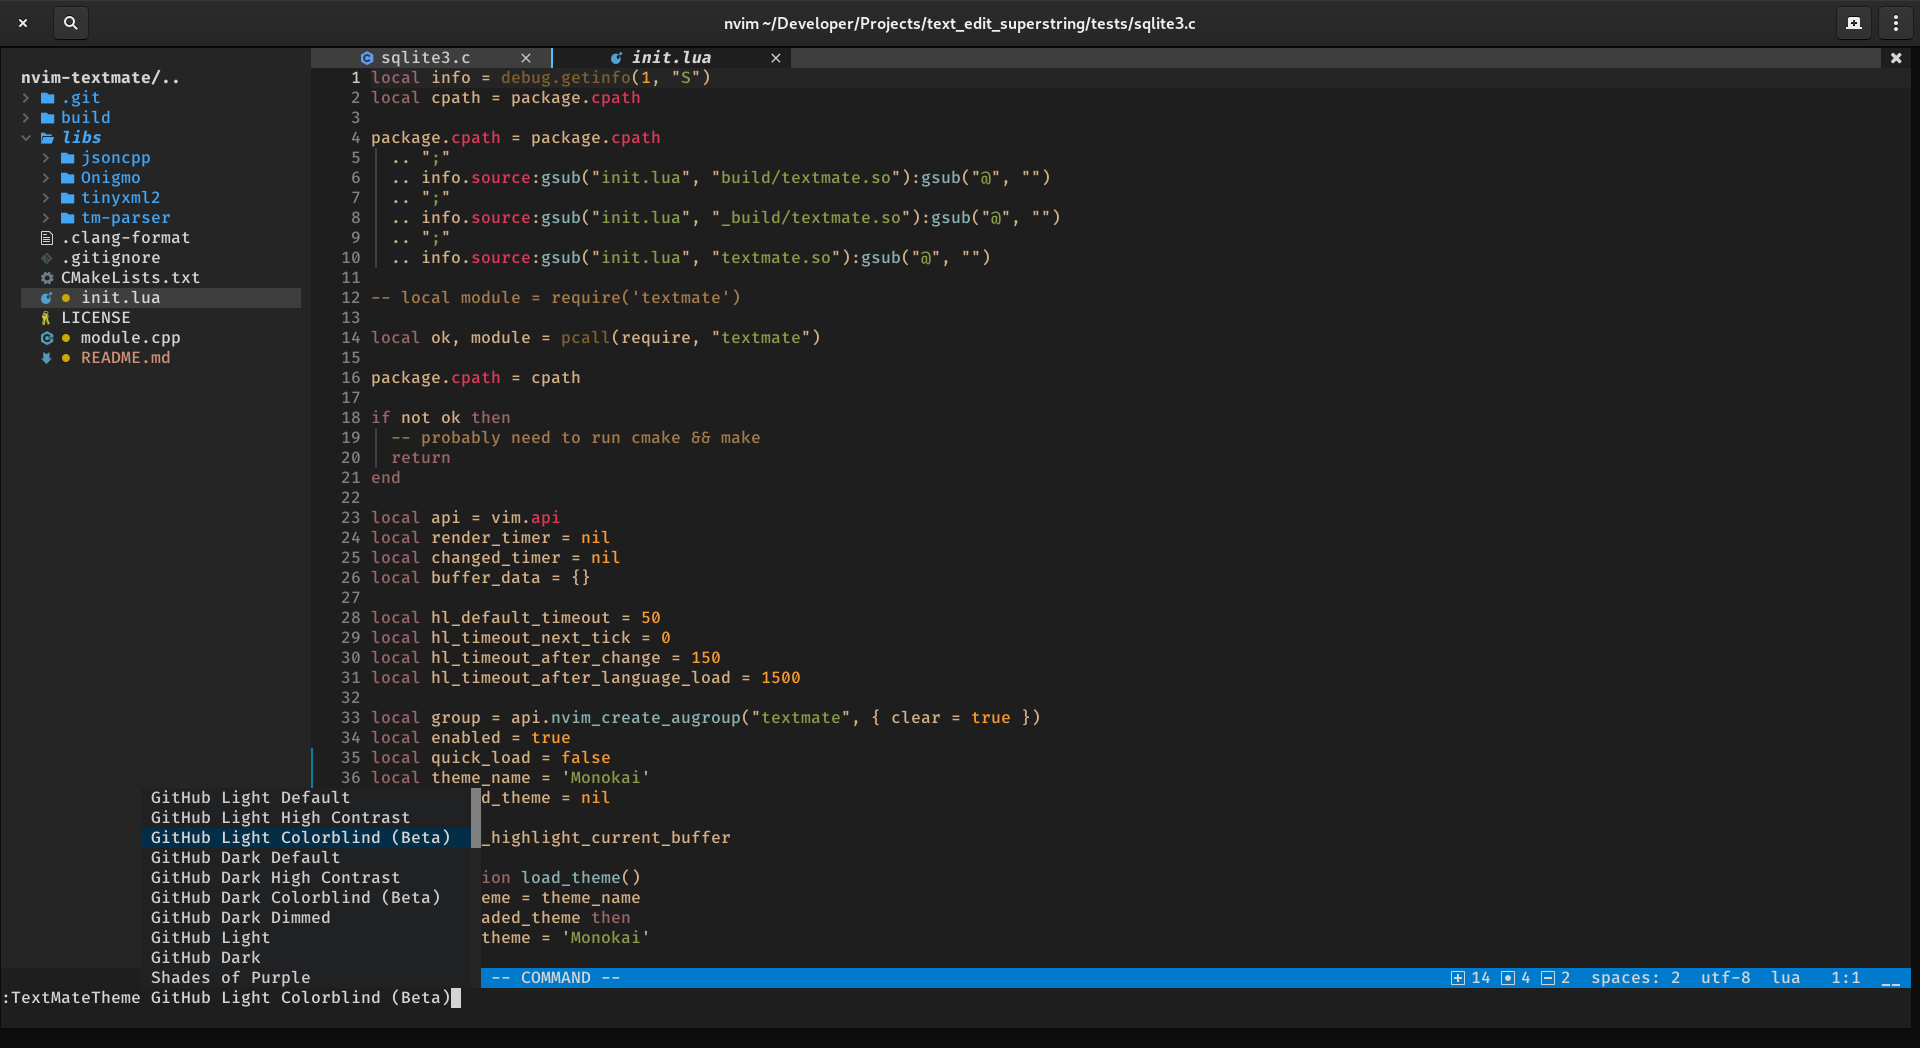 nvim ~/Developer/Projects/text_edit_superstring/tests/sqlite3.c
nvim-textmate/..
.git
build
libs
jsoncpp
Onigmo
tinyxml2
tm-parser
.clang-format
.gitignore
CMakeLists.txt
init.lua
LICENSE
module.cpp
README.md
sqlite3.c
init.lua
1 local info = debug.getinfo(1, "S")
2 local cpath = package.cpath
3
4 package.cpath = package.cpath
5 .. ";"
6 .. info.source:gsub("init.lua", "build/textmate.so"):gsub("@", "")
7 .. ";"
8 .. info.source:gsub("init.lua", "_build/textmate.so"):gsub("@", "")
9 .. ";"
10 .. info.source:gsub("init.lua", "textmate.so"):gsub("@", "")
11
12 -- local module = require('textmate')
13
14 local ok, module = pcall(require, "textmate")
15
16 package.cpath = cpath
17
18 if not ok then
19 -- probably need to run cmake && make
20 return
21 end
22
23 local api = vim.api
24 local render_timer = nil
25 local changed_timer = nil
26 local buffer_data = {}
27
28 local hl_default_timeout = 50
29 local hl_timeout_next_tick = 0
30 local hl_timeout_after_change = 150
31 local hl_timeout_after_language_load = 1500
32
33 local group = api.nvim_create_augroup("textmate", { clear = true })
34 local enabled = true
35 local quick_load = false
36 local theme_name = 'Monokai'
d_theme = nil
_highlight_current_buffer
ion load_theme()
eme = theme_name
aded_theme then
theme = 'Monokai'
GitHub Light Default
GitHub Light High Contrast
GitHub Light Colorblind (Beta)
GitHub Dark Default
GitHub Dark High Contrast
GitHub Dark Colorblind (Beta)
GitHub Dark Dimmed
GitHub Light
GitHub Dark
Shades of Purple
-- COMMAND -- 14 4 2 spaces: 2 utf-8 lua 1:1 __
:TextMateTheme GitHub Light Colorblind (Beta)